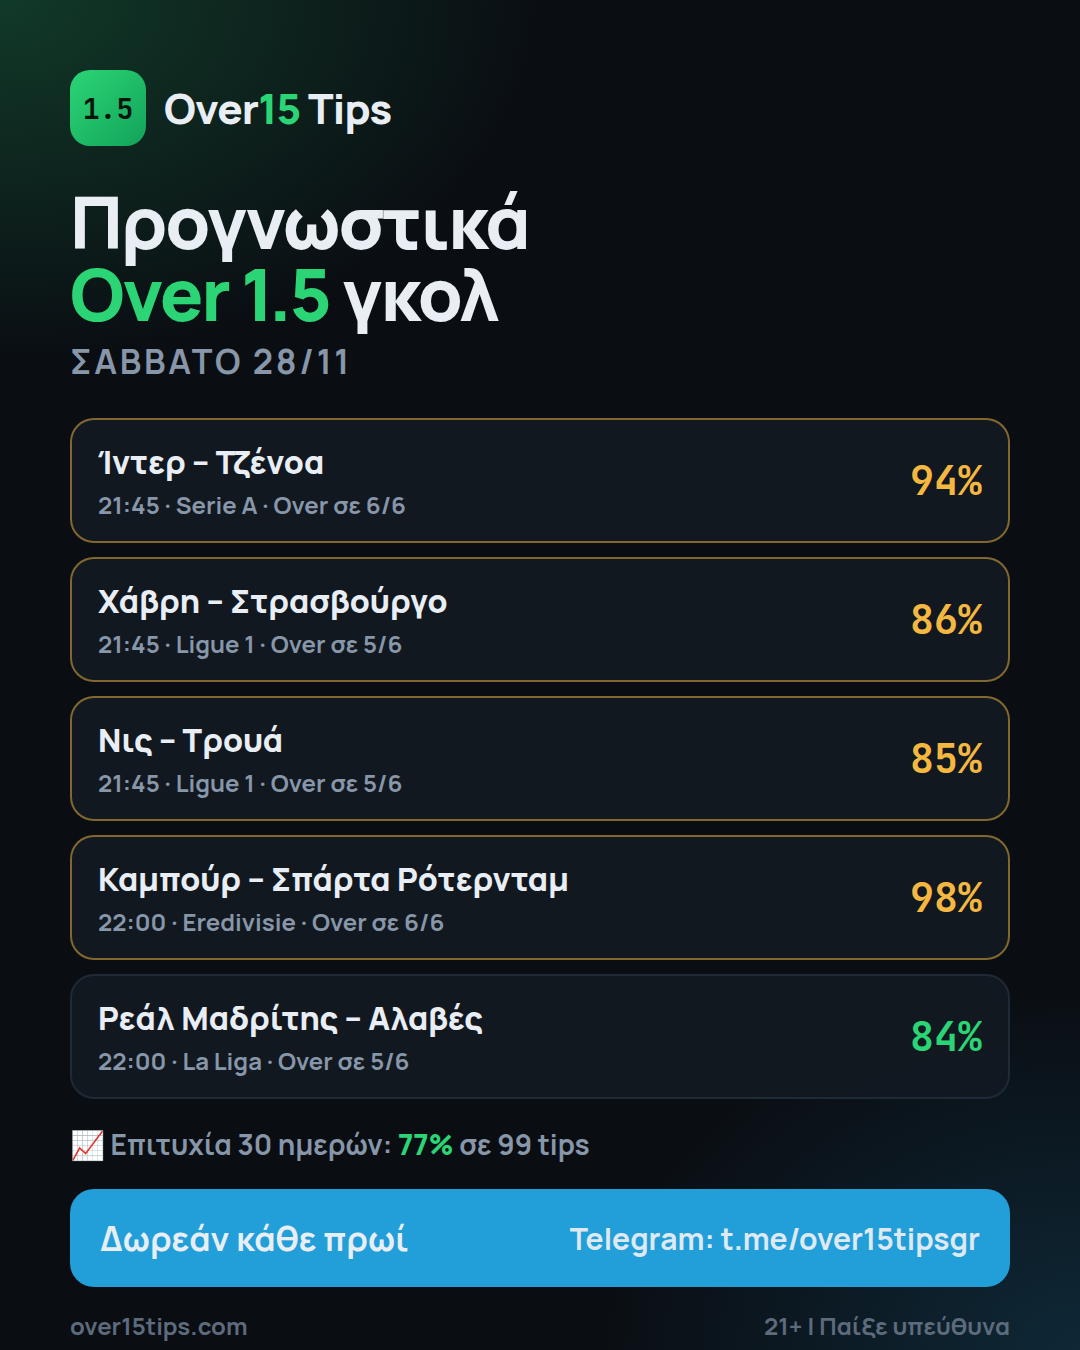 1.5
Over15 Tips
Προγνωστικά
Over 1.5 γκολ
ΣΑΒΒΑΤΟ 28/11
Ίντερ – Τζένοα
21:45 · Serie A · Over σε 6/6
94%
Χάβρη – Στρασβούργο
21:45 · Ligue 1 · Over σε 5/6
86%
Νις – Τρουά
21:45 · Ligue 1 · Over σε 5/6
85%
Καμπούρ – Σπάρτα Ρότερνταμ
22:00 · Eredivisie · Over σε 6/6
98%
Ρεάλ Μαδρίτης – Αλαβές
22:00 · La Liga · Over σε 5/6
84%
📈 Επιτυχία 30 ημερών: 77% σε 99 tips
Δωρεάν κάθε πρωί
Telegram: t.me/over15tipsgr
over15tips.com
21+ | Παίξε υπεύθυνα